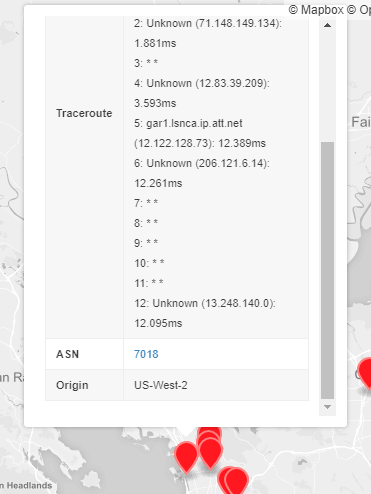 © Mapbox © O
2: Unknown (71.148.149.134):
1.881ms
3: * *
4: Unknown (12.83.39.209):
3.593ms
Traceroute
5: gar1.lsnca.ip.att.net
(12.122.128.73): 12.389ms
6: Unknown (206.121.6.14):
12.261ms
7: * *
8: * *
9: * *
10: * *
11: * *
12: Unknown (13.248.140.0):
12.095ms
ASN 7018
Origin US-West-2
Fai
an Ra
n Headlands